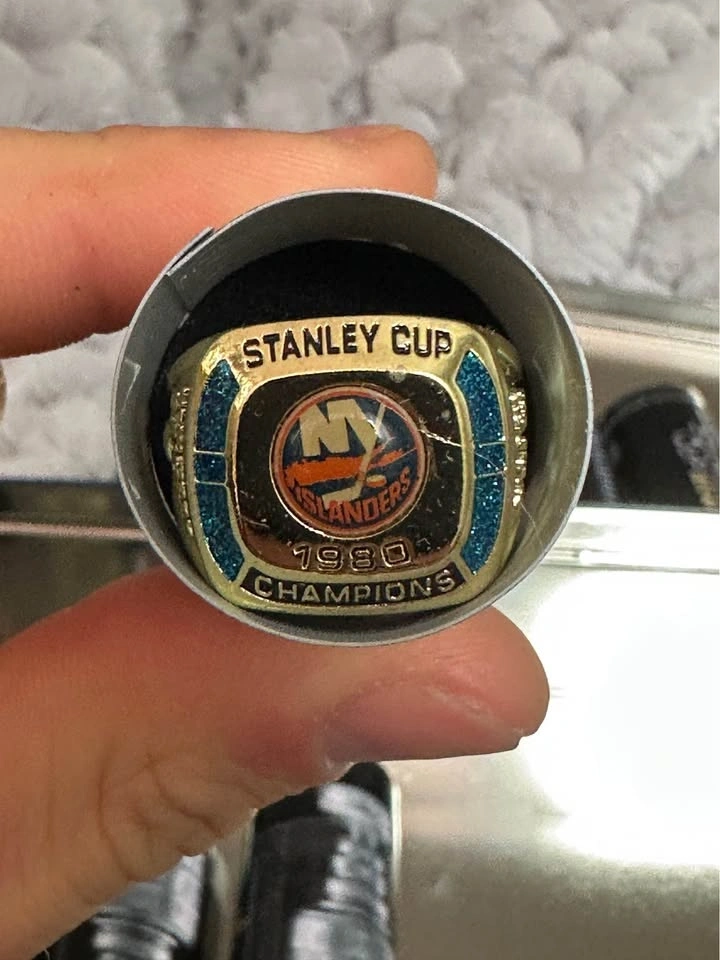 STANLEY CUP
NY
ISLANDERS
1980
CHAMPIONS